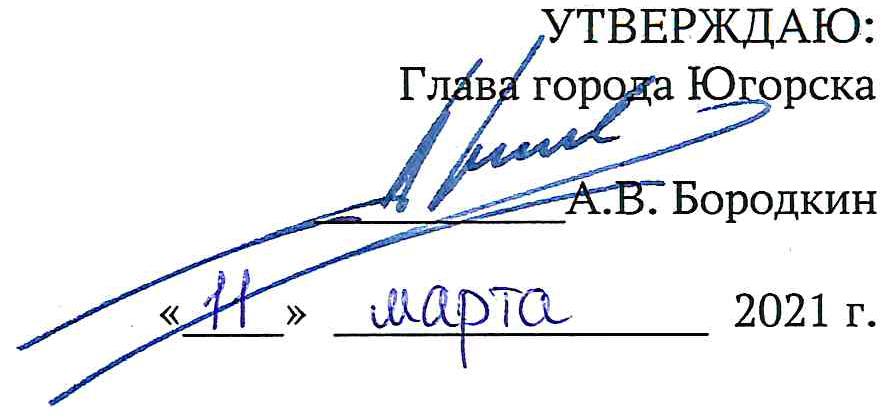 УТВЕРЖДАЮ:
Глава города Югорска
А.В. Бородкин
«11» марта 2021 г.